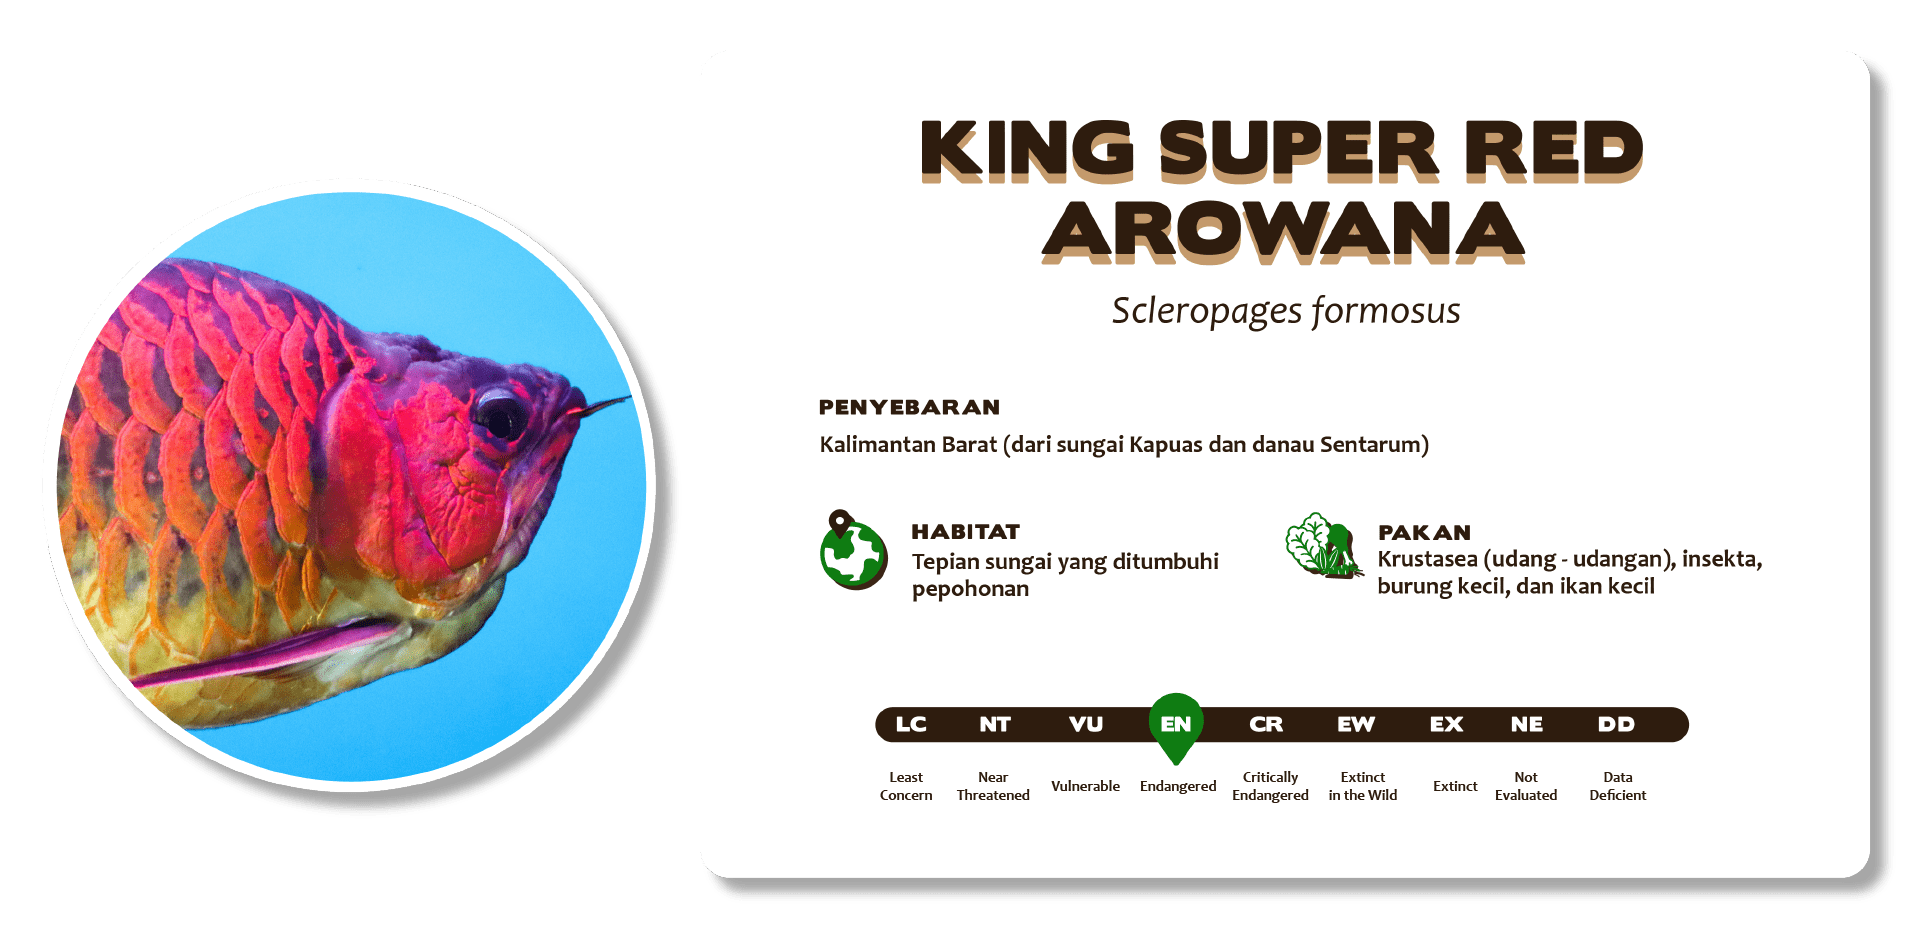 KING SUPER RED
AROWANA
Scleropages formosus
PENYEBARAN
Kalimantan Barat (dari sungai Kapuas dan danau Sentarum)
HABITAT
Tepian sungai yang ditumbuhi
pepohonan
PAKAN
Krustasea (udang - udangan), insekta,
burung kecil, dan ikan kecil
LC NT VU EN CR EW EX NE DD
Least
Concern
Near
Threatened
Vulnerable
Endangered
Critically
Endangered
Extinct
in the Wild
Extinct
Not
Evaluated
Data
Deficient